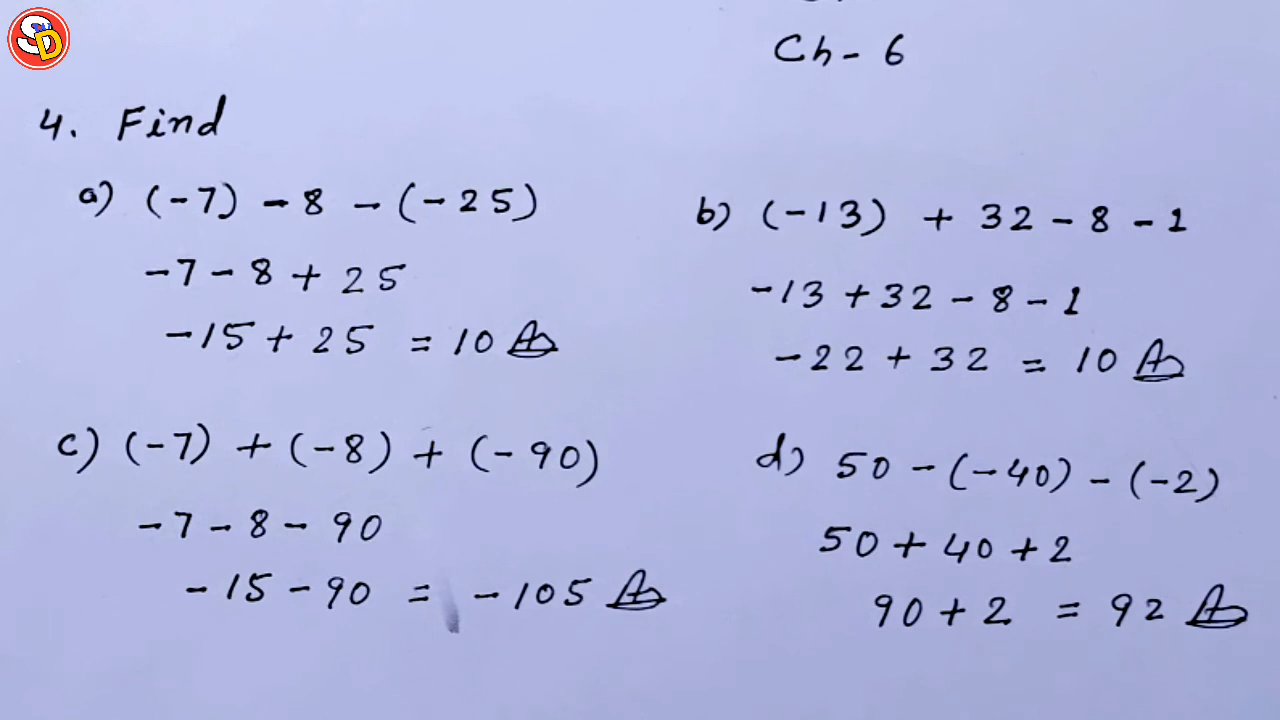 SD
Ch - 6
4. Find
a) (-7) - 8 - (-25)
-7 - 8 + 25
-15 + 25 = 10 A
b) (-13) + 32 - 8 - 1
-13 + 32 - 8 - 1
-22 + 32 = 10 A
c) (-7) + (-8) + (-90)
-7 - 8 - 90
-15 - 90 = -105 A
d) 50 - (-40) - (-2)
50 + 40 + 2
90 + 2 = 92 A